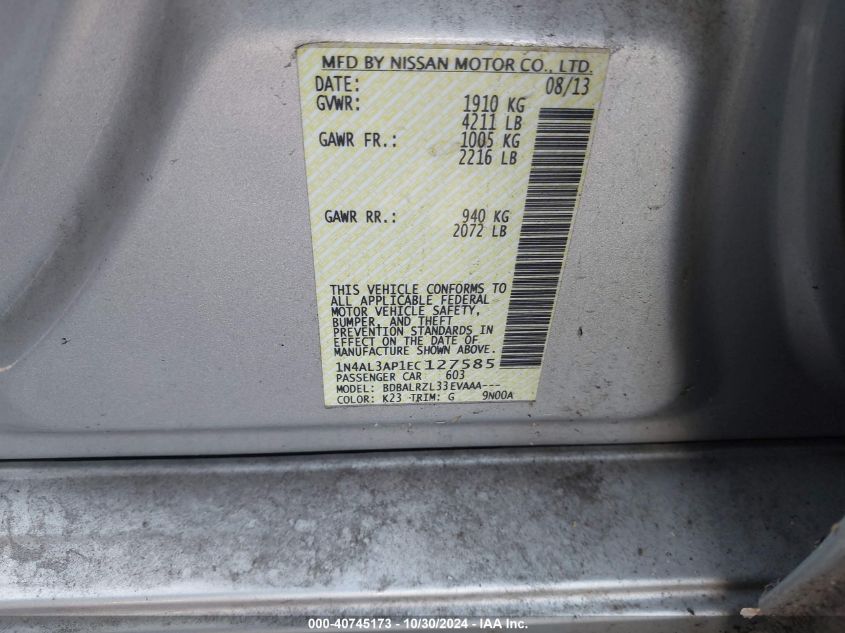 MFD BY NISSAN MOTOR CO., LTD.
DATE: 08/13
GVWR: 1910 KG
4211 LB
GAWR FR.: 1005 KG
2216 LB
GAWR RR.: 940 KG
2072 LB
THIS VEHICLE CONFORMS TO
ALL APPLICABLE FEDERAL
MOTOR VEHICLE SAFETY,
BUMPER, AND THEFT
PREVENTION STANDARDS IN
EFFECT ON THE DATE OF
MANUFACTURE SHOWN ABOVE.
1N4AL3AP1EC127585
PASSENGER CAR 603
MODEL: BDBALRZL33EVAAA---
COLOR: K23 TRIM: G 9N00A
000-40745173 - 10/30/2024 - IAA Inc.